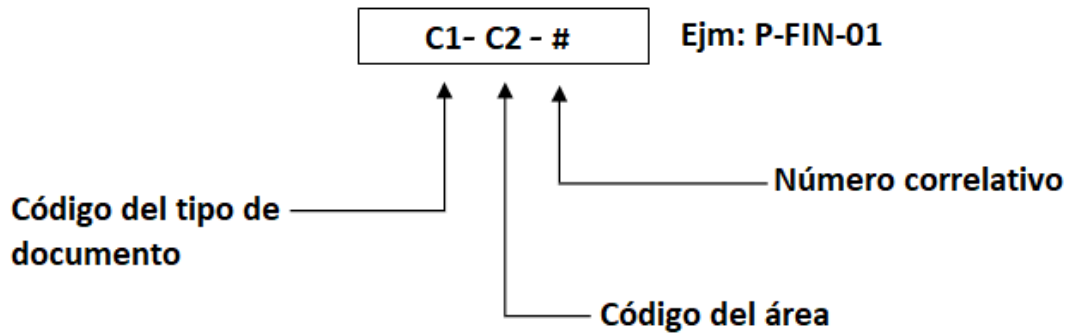 C1- C2 - #
Ejm: P-FIN-01
Número correlativo
Código del tipo de
documento
Código del área